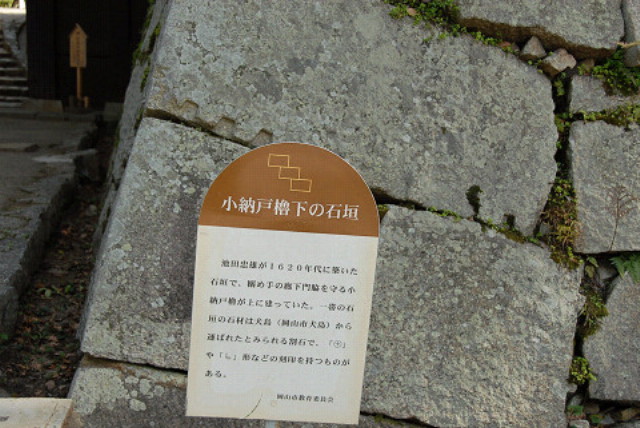 小納戸櫓下の石垣
池田忠雄が1620年代に築いた
石垣で、搦め手の廊下門脇を守る小
納戸櫓が上に建っていた。一帯の石
垣の石材は犬島（岡山市犬島）から
運ばれたとみられる割石で、「㊉」
や「 」形などの刻印を持つものが
ある。
岡山市教育委員会